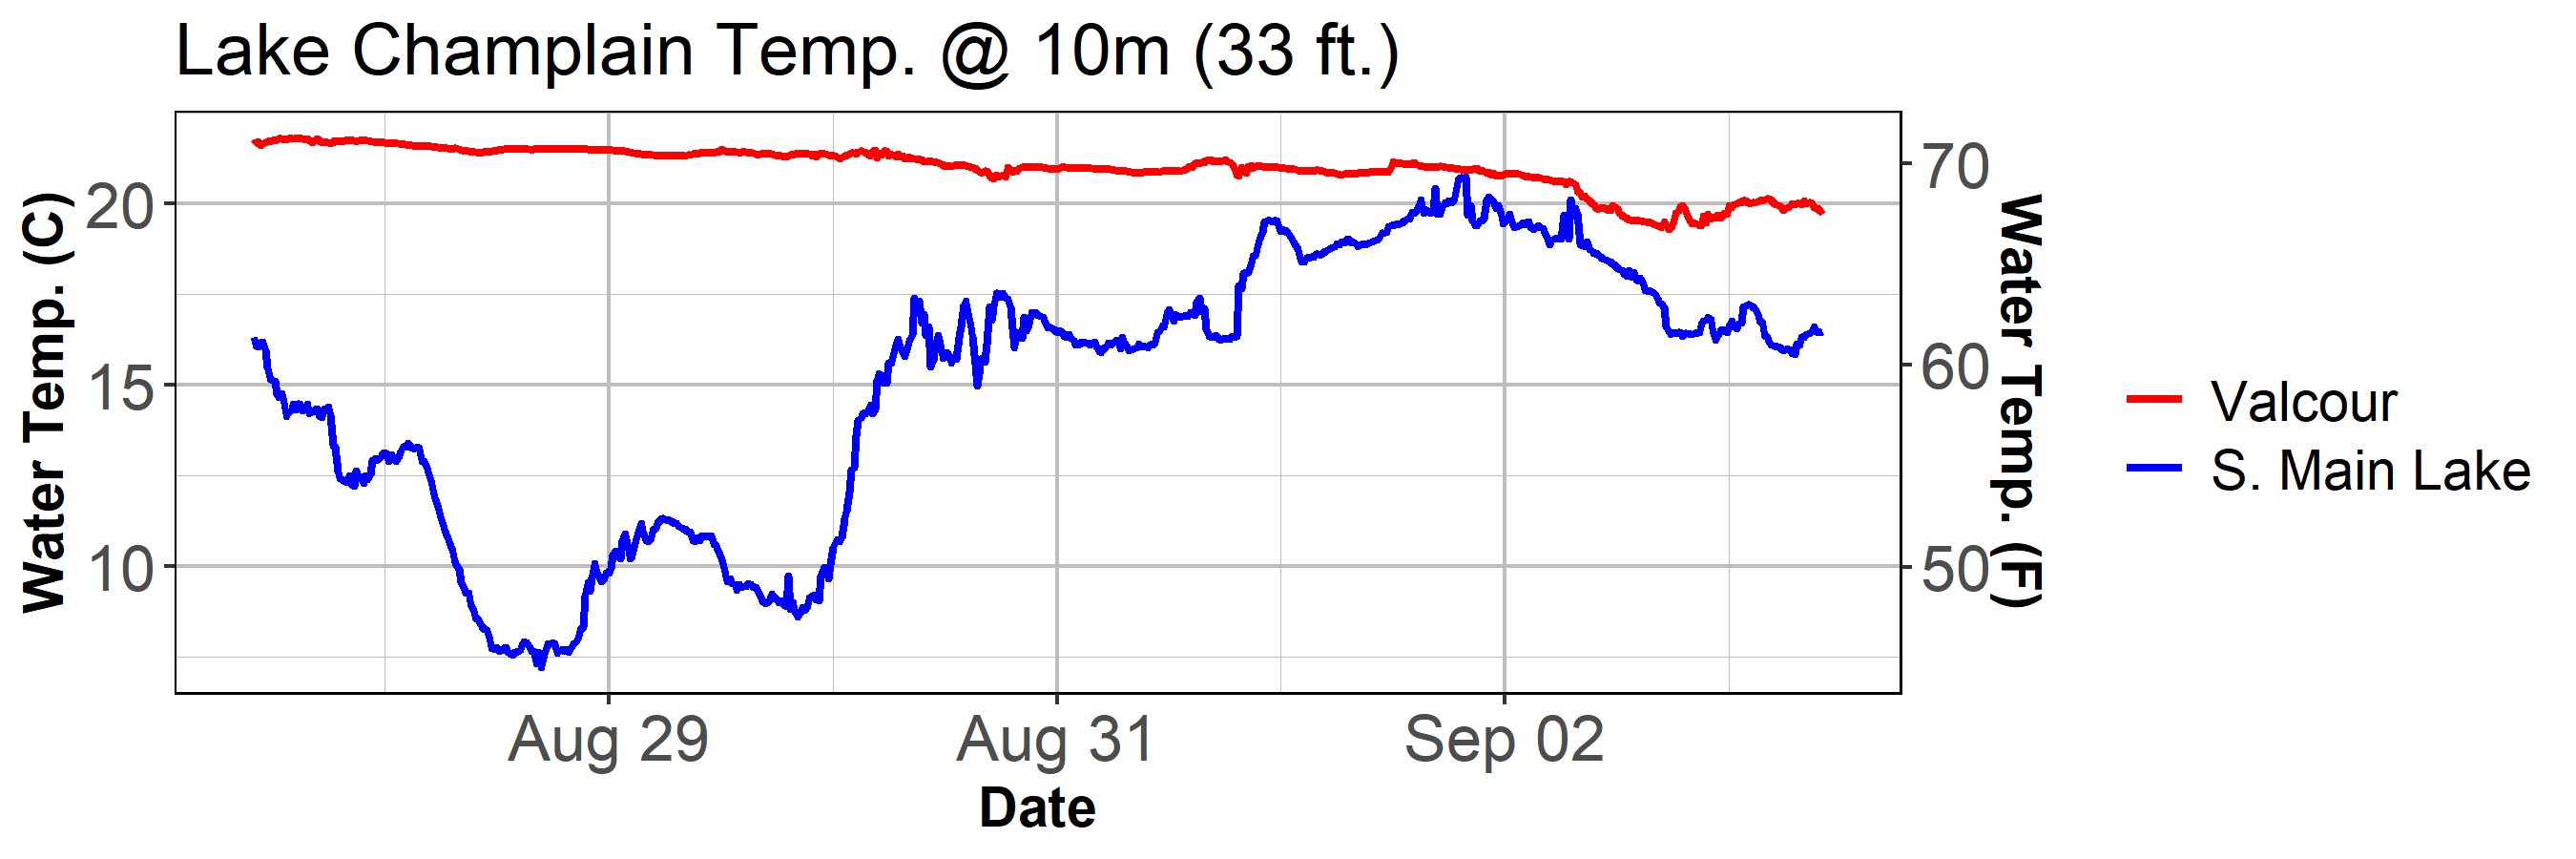 Lake Champlain Temp. @ 10m (33 ft.)
Water Temp. (C)
20
15
10
70
60
50
Water Temp. (F)
Aug 29
Aug 31
Sep 02
Date
Valcour
S. Main Lake